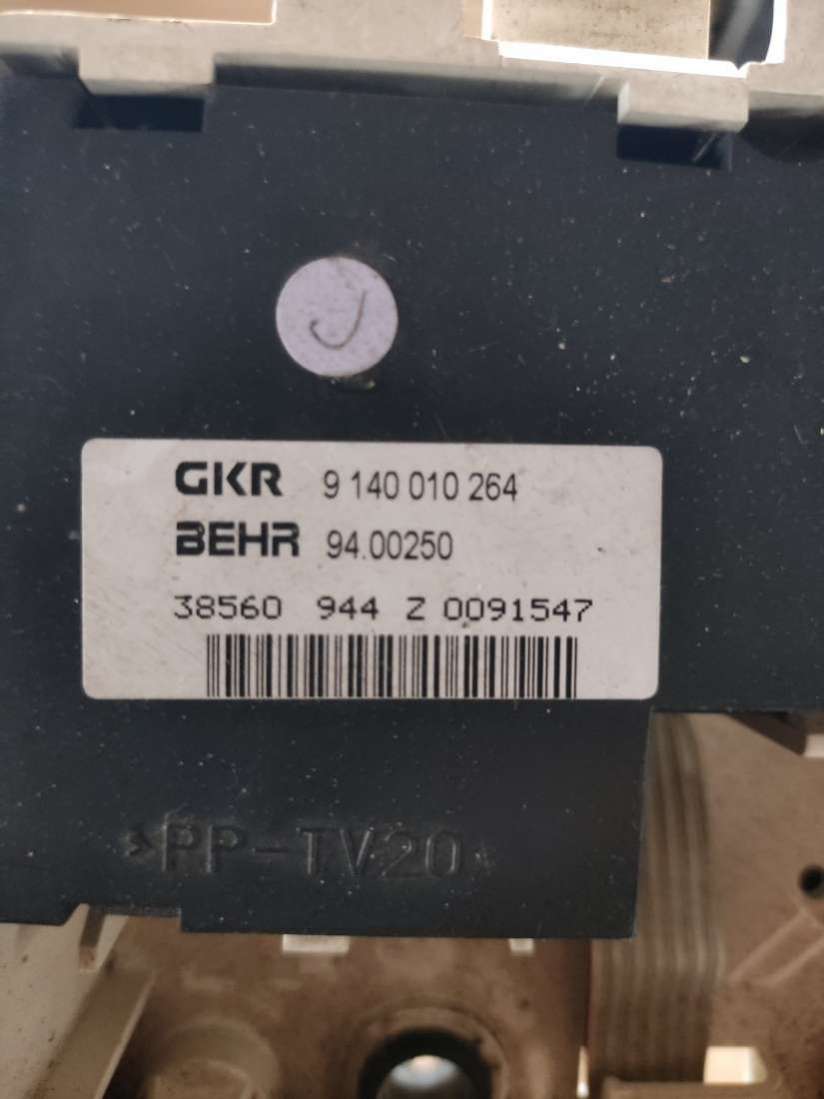 GKR 9 140 010 264
BEHR 94.00250
38560 944 Z 0091547
>PP-TV20<